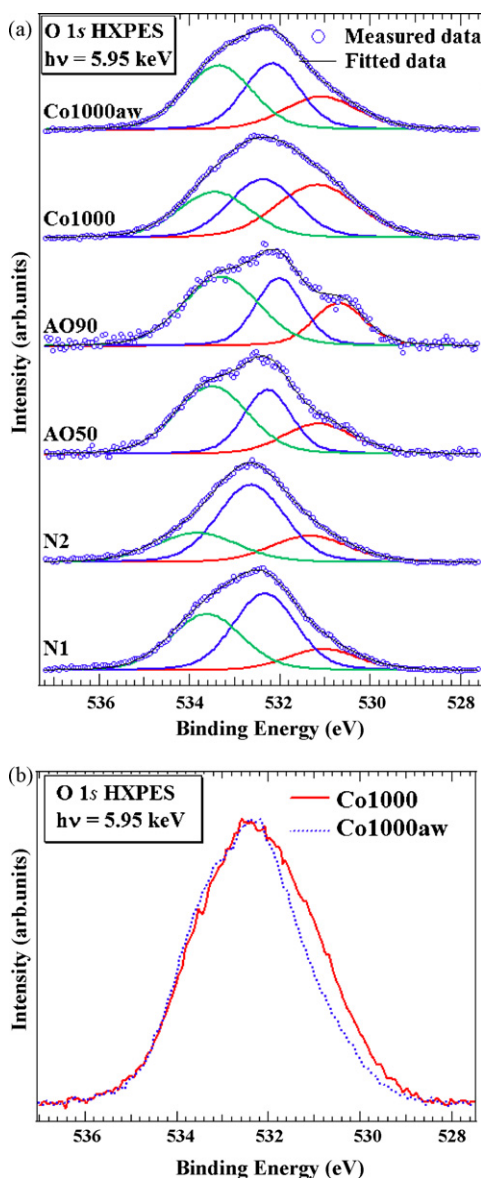 (a)
O 1s HXPES
hν = 5.95 keV
Measured data
Fitted data
Co1000aw
Co1000
AO90
AO50
N2
N1
Intensity (arb.units)
536 534 532 530 528
Binding Energy (eV)
(b)
O 1s HXPES
hν = 5.95 keV
Co1000
Co1000aw
Intensity (arb.units)
536 534 532 530 528
Binding Energy (eV)